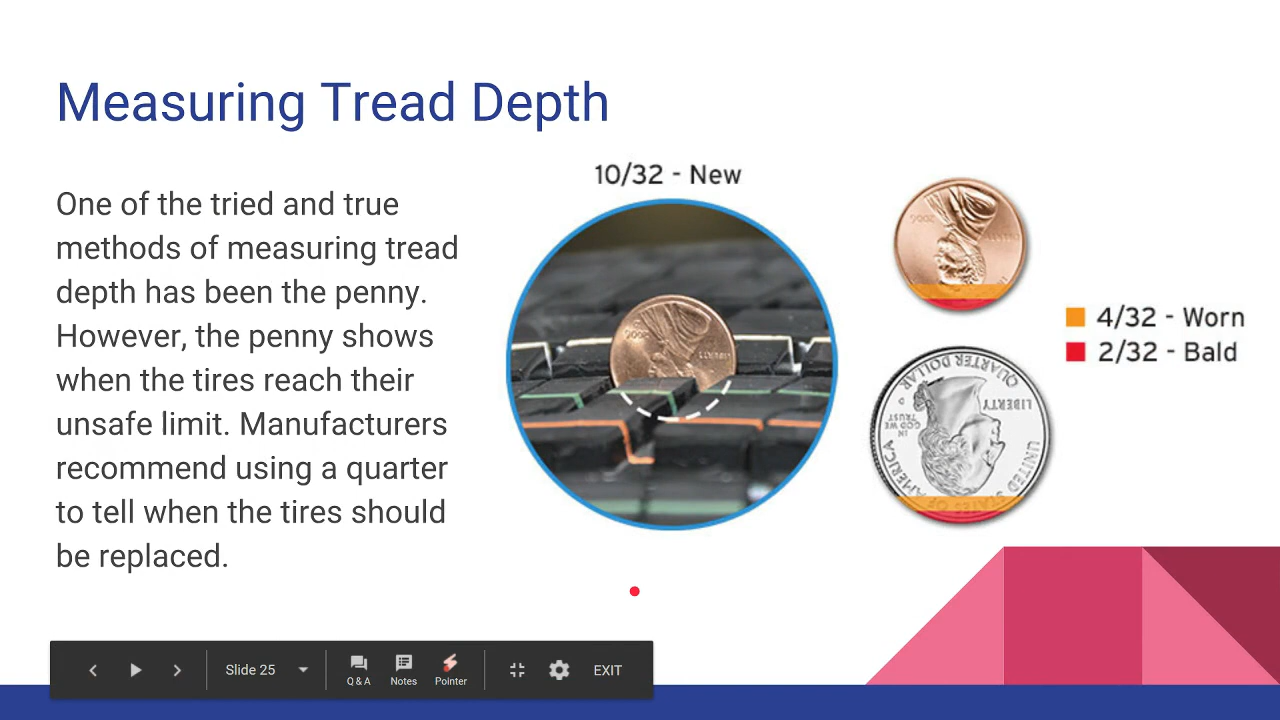 Measuring Tread Depth
One of the tried and true
methods of measuring tread
depth has been the penny.
However, the penny shows
when the tires reach their
unsafe limit. Manufacturers
recommend using a quarter
to tell when the tires should
be replaced.
10/32 - New
2006
LIBERTY
4/32 - Worn
2/32 - Bald
QUARTER DOLLAR
LIBERTY
IN
GOD WE
TRUST
D
UNITED STATES OF AMERICA
Slide 25
Q & A
Notes
Pointer
EXIT